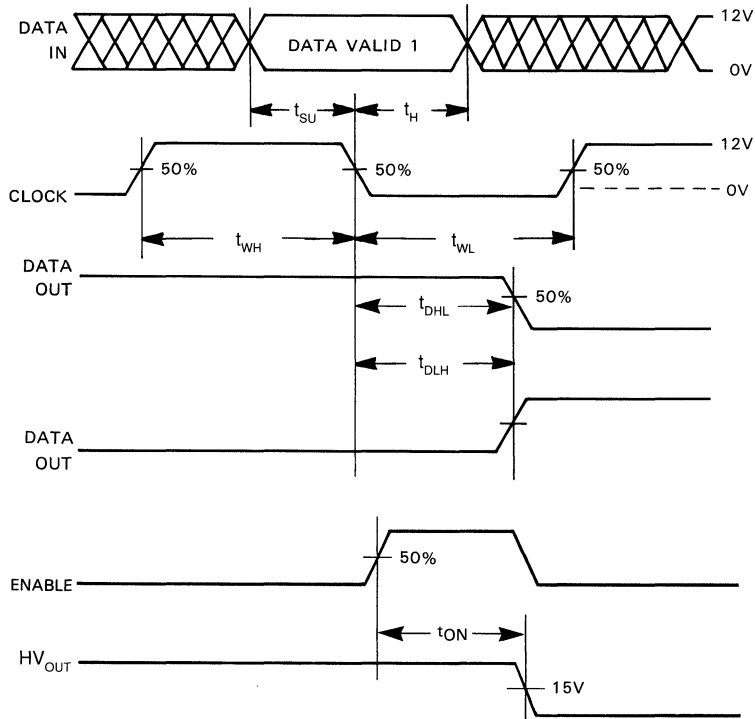 DATA IN
DATA VALID 1
12V
0V
tSU
tH
CLOCK
50%
50%
50%
12V
0V
tWH
tWL
DATA OUT
50%
tDHL
tDLH
DATA OUT
ENABLE
50%
tON
HVOUT
15V